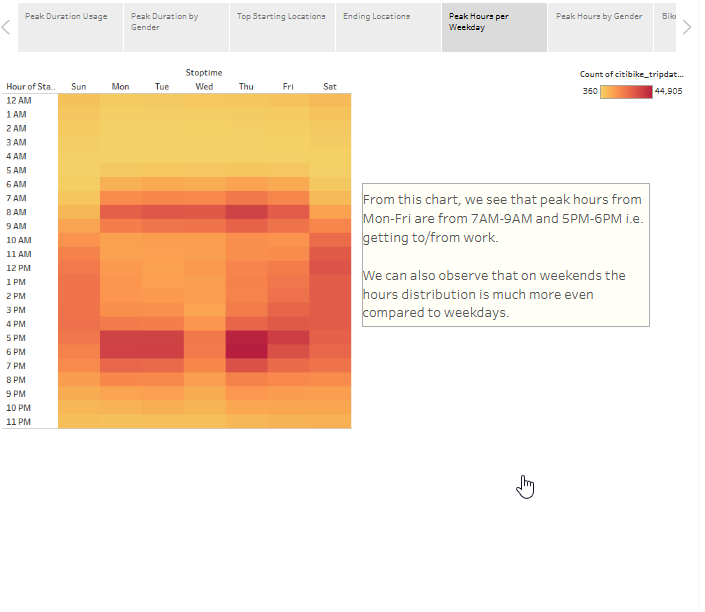 Peak Duration Usage
Peak Duration by
Gender
Top Starting Locations
Ending Locations
Peak Hours per
Weekday
Peak Hours by Gender
Bik
Stoptime
Hour of Sta..
Sun
Mon
Tue
Wed
Thu
Fri
Sat
12 AM
1 AM
2 AM
3 AM
4 AM
5 AM
6 AM
7 AM
8 AM
9 AM
10 AM
11 AM
12 PM
1 PM
2 PM
3 PM
4 PM
5 PM
6 PM
7 PM
8 PM
9 PM
10 PM
11 PM
Count of citibike_tripdat...
360
44,905
From this chart, we see that peak hours from
Mon-Fri are from 7AM-9AM and 5PM-6PM i.e.
getting to/from work.
We can also observe that on weekends the
hours distribution is much more even
compared to weekdays.